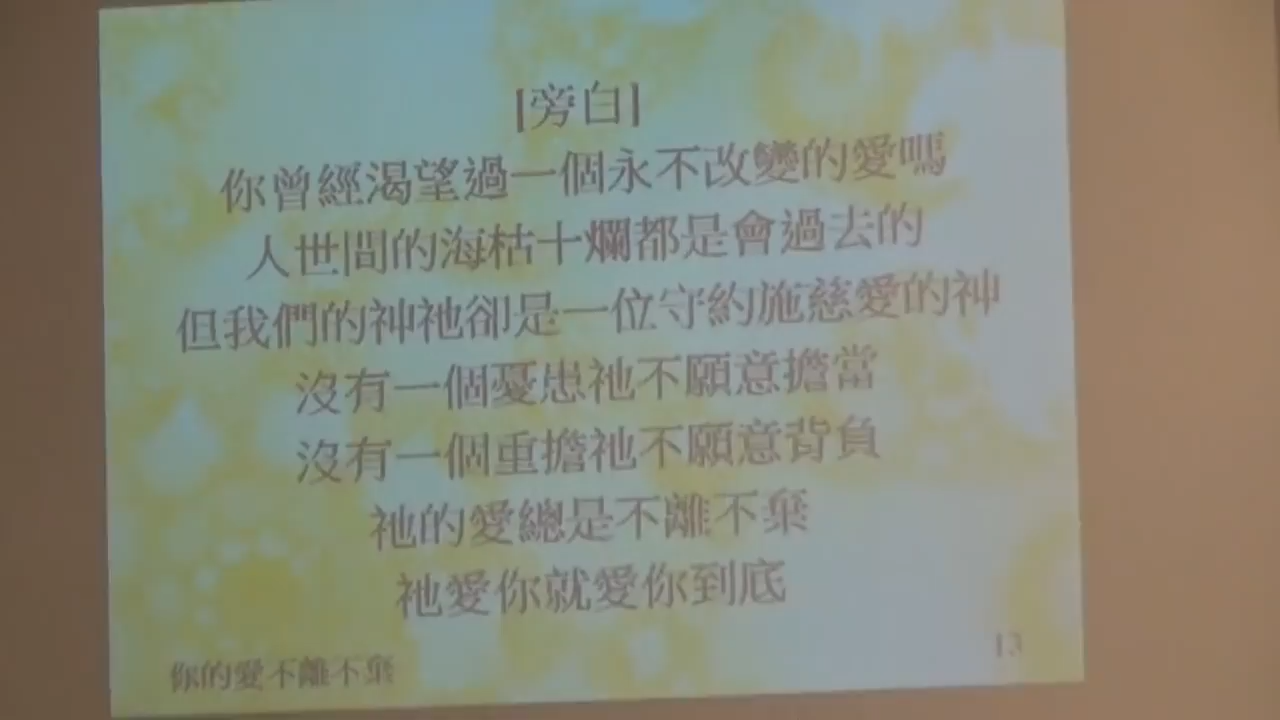 [旁白]
你曾經渴望過一個永不改變的愛嗎
人世間的海枯十爛都是會過去的
但我們的神祂卻是一位守約施慈愛的神
沒有一個憂患祂不願意擔當
沒有一個重擔祂不願意背負
祂的愛總是不離不棄
祂愛你就愛你到底
你的愛不離不棄
13